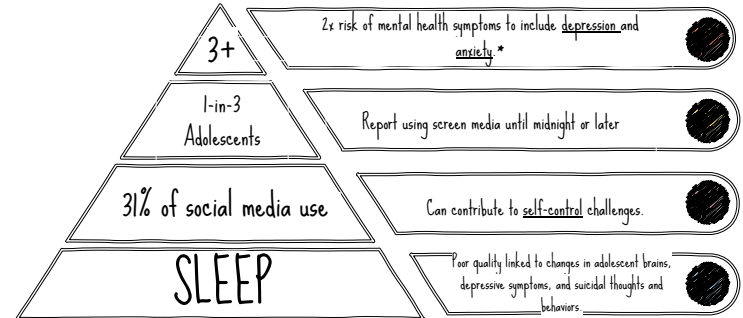 3+
2x risk of mental health symptoms to include depression and
anxiety.*
1-in-3
Adolescents
Report using screen media until midnight or later
31% of social media use
Can contribute to self-control challenges.
SLEEP
Poor quality linked to changes in adolescent brains,
depressive symptoms, and suicidal thoughts and
behaviors.